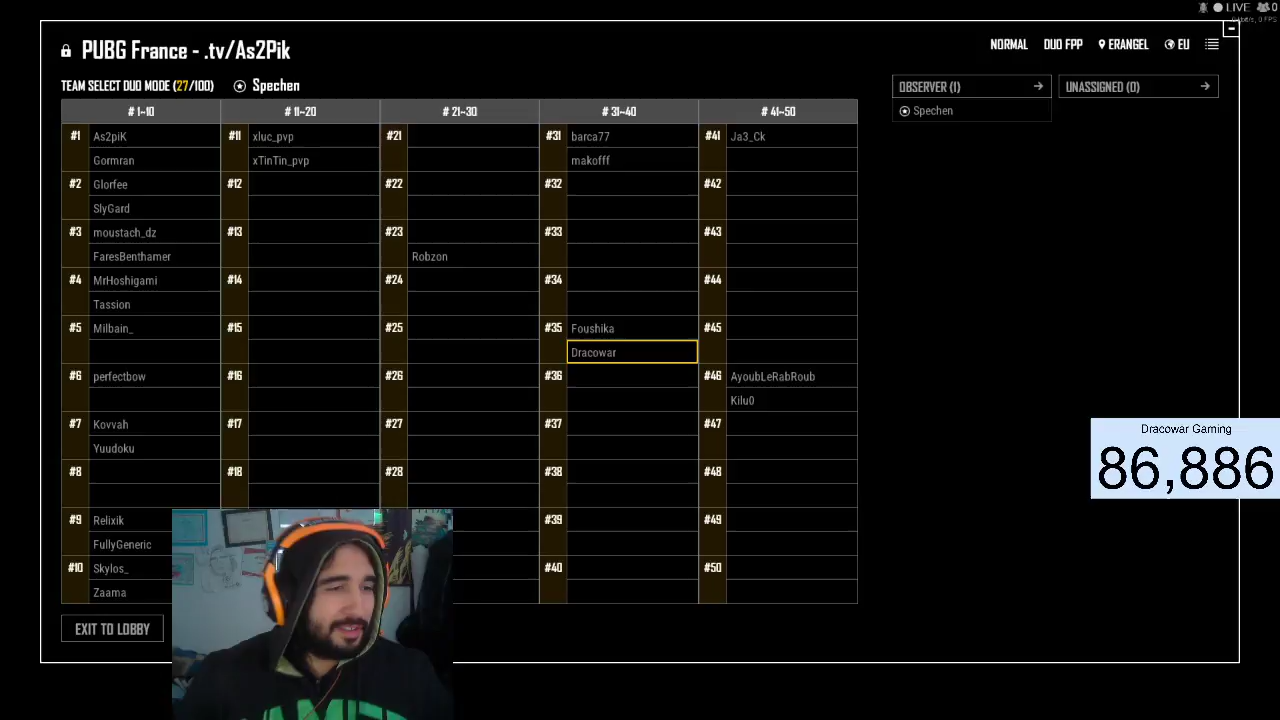 LIVE 0
0 kbit/s, 0 FPS
PUBG France - .tv/As2Pik
NORMAL DUO FPP ERANGEL EU
TEAM SELECT DUO MODE (27/100) Spechen
OBSERVER (1) UNASSIGNED (0)
Spechen
# 1~10 # 11~20 # 21~30 # 31~40 # 41~50
#1 As2piK #11 xluc_pvp #21 #31 barca77 #41 Ja3_Ck
Gormran xTinTin_pvp makofff
#2 Glorfee #12 #22 #32 #42
SlyGard
#3 moustach_dz #13 #23 #33 #43
FaresBenthamer Robzon
#4 MrHoshigami #14 #24 #34 #44
Tassion
#5 Milbain_ #15 #25 #35 Foushika #45
Dracowar
#6 perfectbow #16 #26 #36 #46 AyoubLeRabRoub
Kilu0
#7 Kovvah #17 #27 #37 #47
Yuudoku
#8 #18 #28 #38 #48
#9 Relixik #39 #49
FullyGeneric
#10 Skylos_ #40 #50
Zaama
EXIT TO LOBBY
Dracowar Gaming
86,886